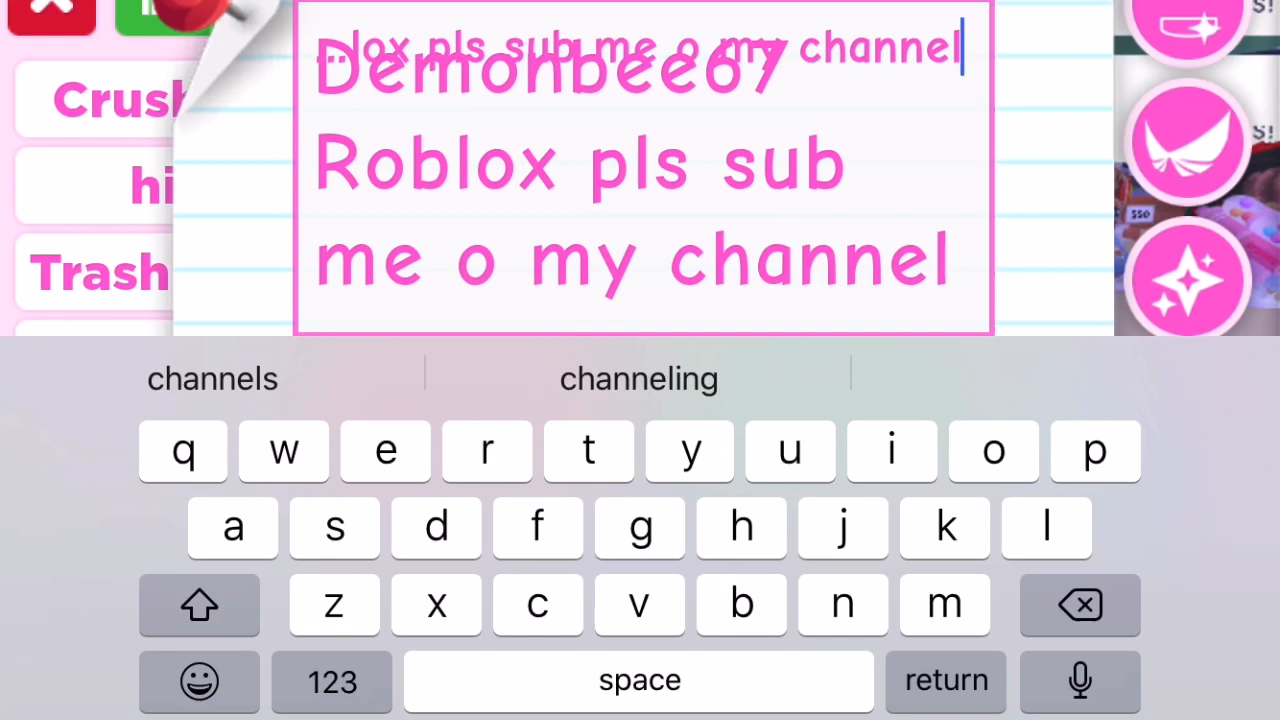 ...lox pls sub me o my channel
Demonbee67
Roblox pls sub
me o my channel
Crush
hi
Trash
S!
S!
$50
channels channeling
q w e r t y u i o p
a s d f g h j k l
z x c v b n m
123 space return